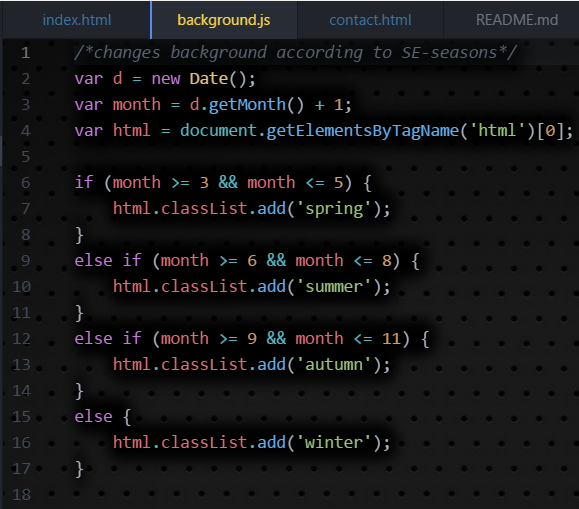 index.html background.js contact.html README.md
1 /*changes background according to SE-seasons*/
2 var d = new Date();
3 var month = d.getMonth() + 1;
4 var html = document.getElementsByTagName('html')[0];
5
6 if (month >= 3 && month <= 5) {
7 html.classList.add('spring');
8 }
9 else if (month >= 6 && month <= 8) {
10 html.classList.add('summer');
11 }
12 else if (month >= 9 && month <= 11) {
13 html.classList.add('autumn');
14 }
15 else {
16 html.classList.add('winter');
17 }
18